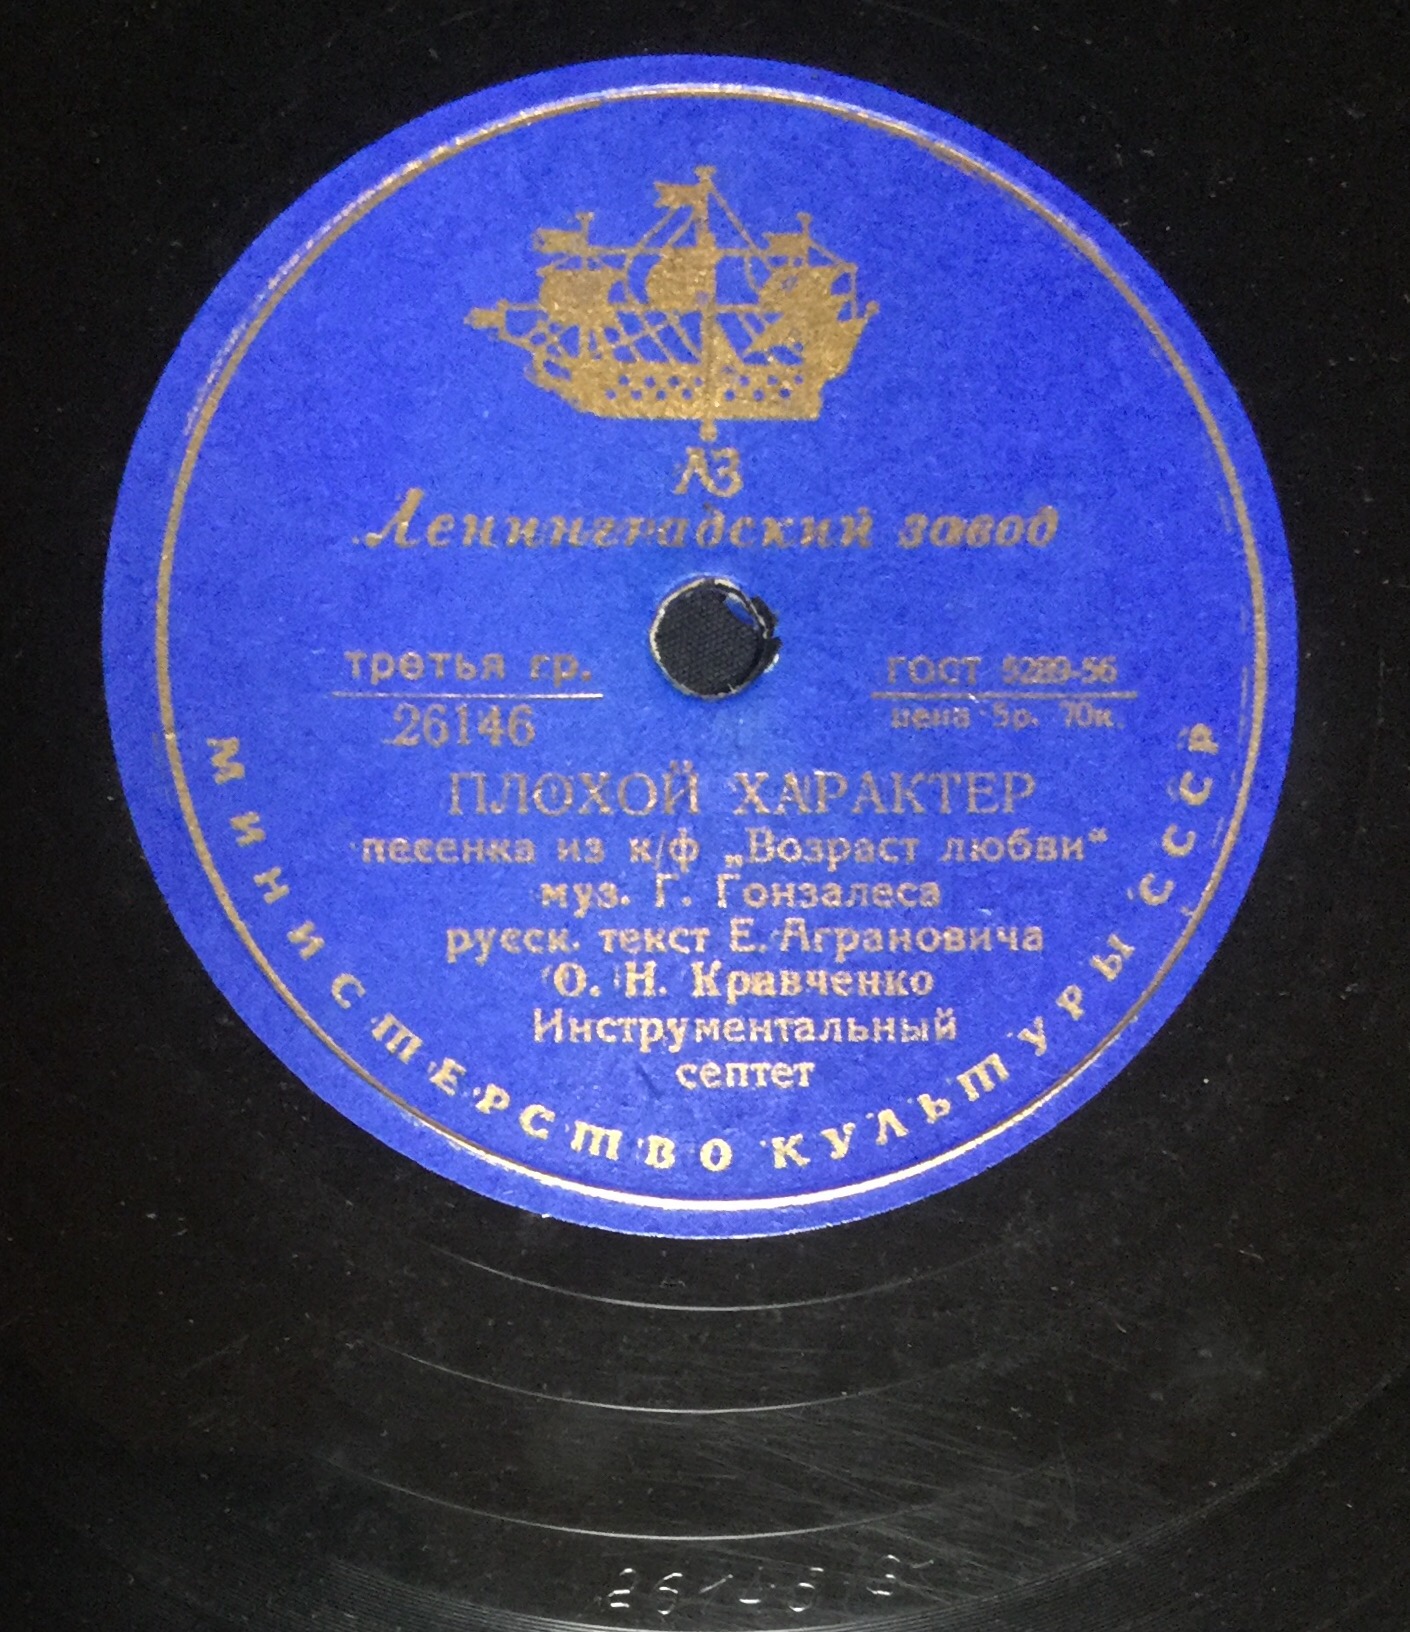 ЛЗ
Ленинградский завод
третья гр.
26146
ГОСТ 5289-56
цена 5р. 70к.
ПЛОХОЙ ХАРАКТЕР
песенка из к/ф „Возраст любви“
муз. Г. Гонзалеса
русск. текст Е. Аграновича
О. Н. Кравченко
Инструментальный
септет
МИНИСТЕРСТВО КУЛЬТУРЫ СССР
26146